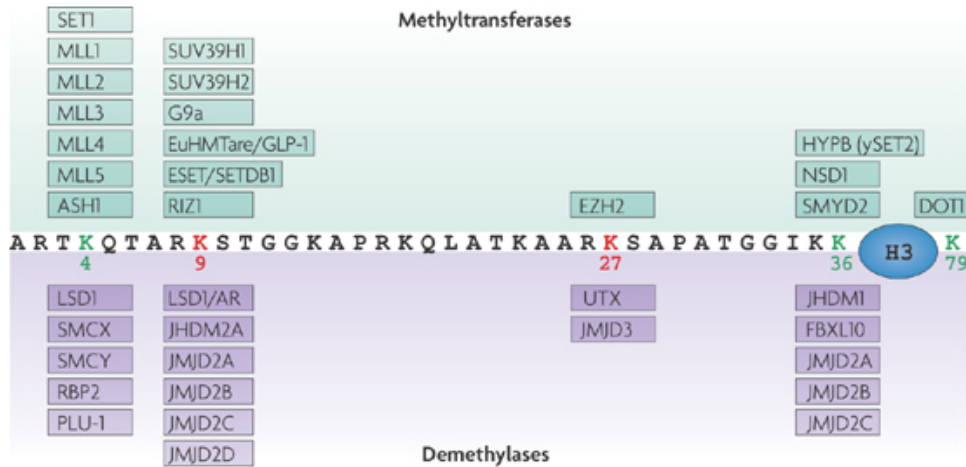 Methyltransferases
SET1
MLL1 SUV39H1
MLL2 SUV39H2
MLL3 G9a
MLL4 EuHMTare/GLP-1 HYPB (ySET2)
MLL5 ESET/SETDB1 NSD1
ASH1 RIZ1 EZH2 SMYD2 DOT1
A R T K Q T A R K S T G G K A P R K Q L A T K A A R K S A P A T G G I K K H3 K
4 9 27 36 79
LSD1 LSD1/AR UTX JHDM1
SMCX JHDM2A JMJD3 FBXL10
SMCY JMJD2A JMJD2A
RBP2 JMJD2B JMJD2B
PLU-1 JMJD2C JMJD2C
JMJD2D
Demethylases